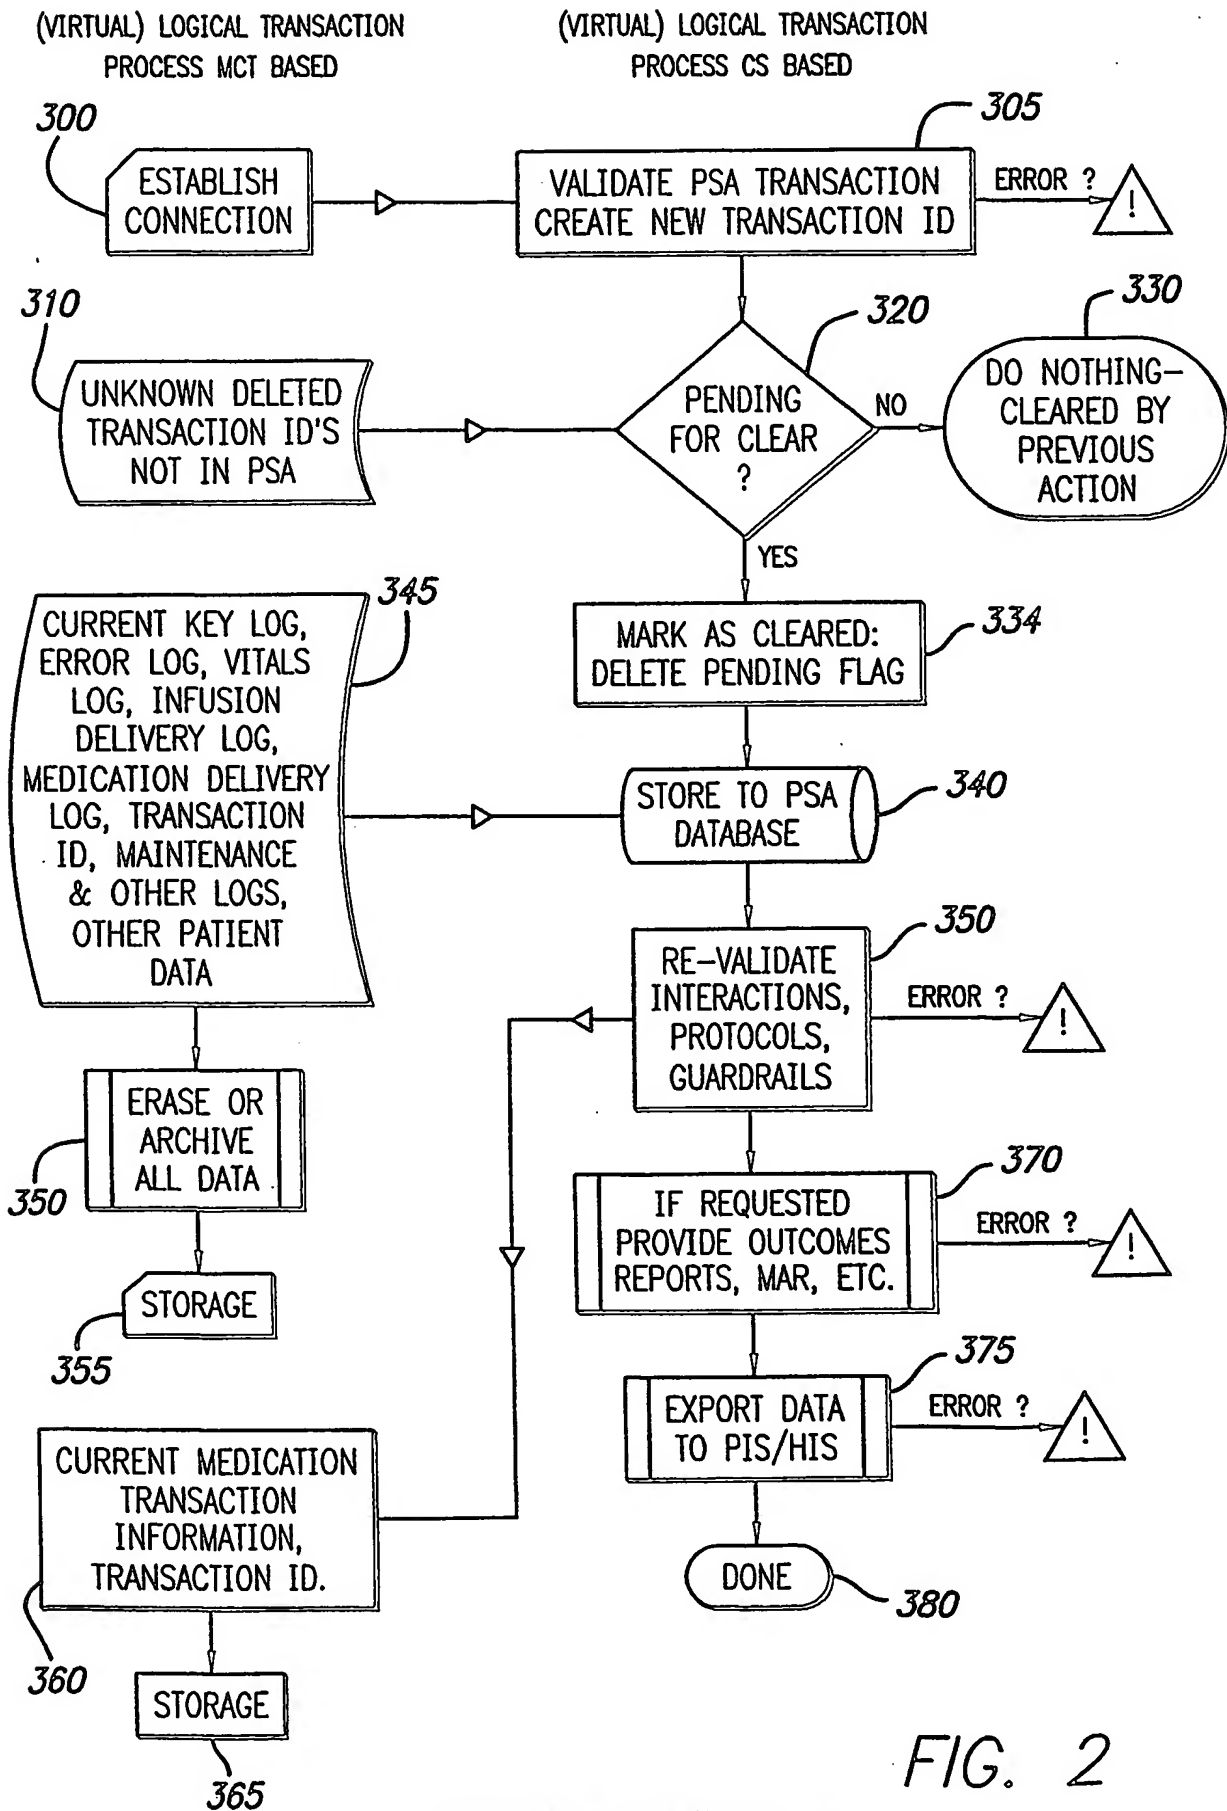 (VIRTUAL) LOGICAL TRANSACTION
PROCESS MCT BASED
(VIRTUAL) LOGICAL TRANSACTION
PROCESS CS BASED
300
ESTABLISH
CONNECTION
305
VALIDATE PSA TRANSACTION
CREATE NEW TRANSACTION ID
ERROR ?
!
310
UNKNOWN DELETED
TRANSACTION ID'S
NOT IN PSA
320
PENDING
FOR CLEAR
?
NO
330
DO NOTHING-
CLEARED BY
PREVIOUS
ACTION
YES
334
MARK AS CLEARED:
DELETE PENDING FLAG
345
CURRENT KEY LOG,
ERROR LOG, VITALS
LOG, INFUSION
DELIVERY LOG,
MEDICATION DELIVERY
LOG, TRANSACTION
ID, MAINTENANCE
& OTHER LOGS,
OTHER PATIENT
DATA
340
STORE TO PSA
DATABASE
350
RE-VALIDATE
INTERACTIONS,
PROTOCOLS,
GUARDRAILS
ERROR ?
!
350
ERASE OR
ARCHIVE
ALL DATA
370
IF REQUESTED
PROVIDE OUTCOMES
REPORTS, MAR, ETC.
ERROR ?
!
STORAGE
355
375
EXPORT DATA
TO PIS/HIS
ERROR ?
!
CURRENT MEDICATION
TRANSACTION
INFORMATION,
TRANSACTION ID.
360
DONE
380
STORAGE
365
FIG. 2